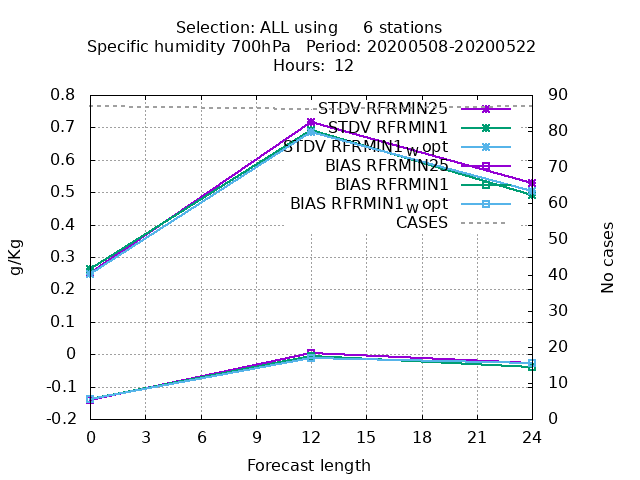 Selection: ALL using     6 stations
Specific humidity 700hPa   Period: 20200508-20200522
Hours: 12
g/Kg
No cases
0.8
0.7
0.6
0.5
0.4
0.3
0.2
0.1
0
-0.1
-0.2
90
80
70
60
50
40
30
20
10
0
STDV RFRMIN25
STDV RFRMIN1
STDV RFRMIN1_W opt
BIAS RFRMIN25
BIAS RFRMIN1
BIAS RFRMIN1_W opt
CASES
0 3 6 9 12 15 18 21 24
Forecast length